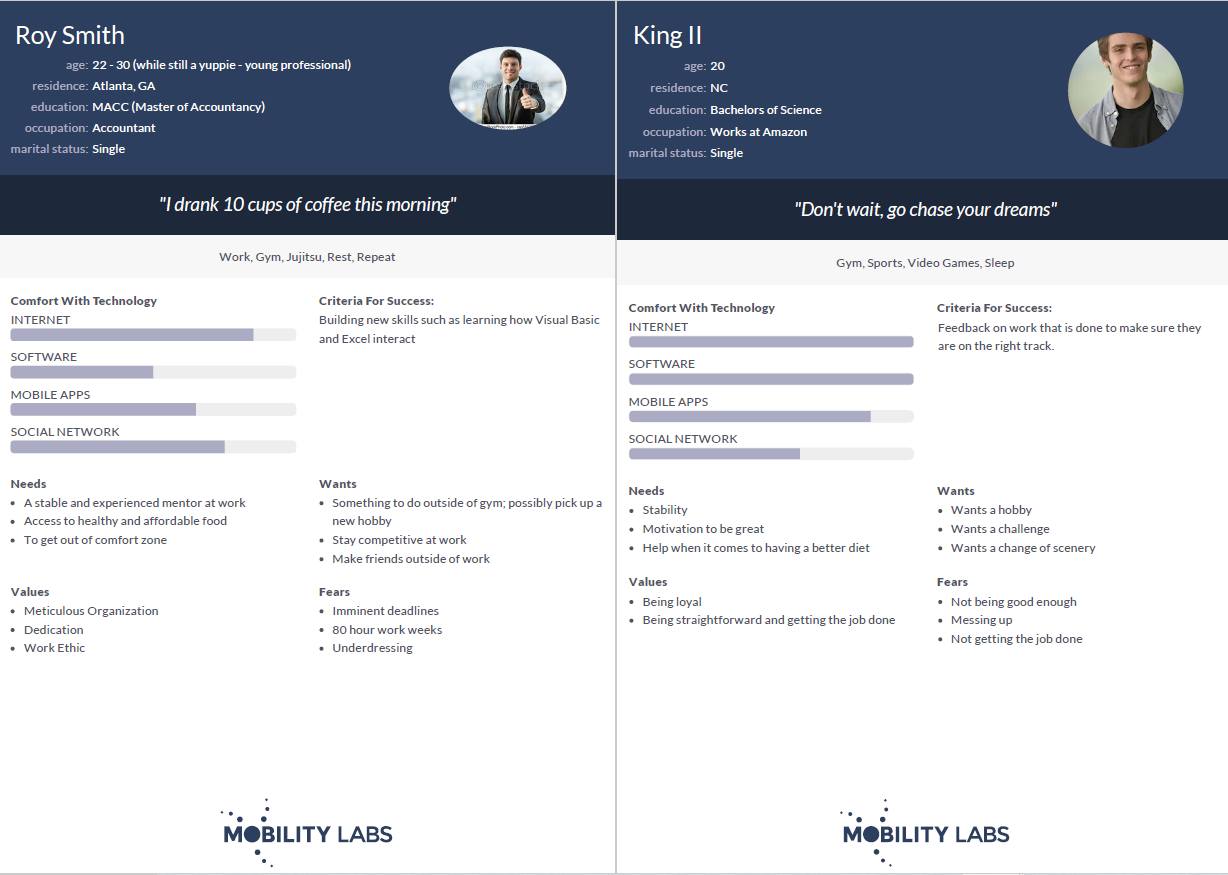 Roy Smith
age: 22 - 30 (while still a yuppie - young professional)
residence: Atlanta, GA
education: MACC (Master of Accountancy)
occupation: Accountant
marital status: Single
"I drank 10 cups of coffee this morning"
Work, Gym, Jujitsu, Rest, Repeat
Comfort With Technology
INTERNET
SOFTWARE
MOBILE APPS
SOCIAL NETWORK
Criteria For Success:
Building new skills such as learning how Visual Basic
and Excel interact
Needs
• A stable and experienced mentor at work
• Access to healthy and affordable food
• To get out of comfort zone
Wants
• Something to do outside of gym; possibly pick up a
new hobby
• Stay competitive at work
• Make friends outside of work
Values
• Meticulous Organization
• Dedication
• Work Ethic
Fears
• Imminent deadlines
• 80 hour work weeks
• Underdressing
MOBILITY LABS
King II
age: 20
residence: NC
education: Bachelors of Science
occupation: Works at Amazon
marital status: Single
"Don't wait, go chase your dreams"
Gym, Sports, Video Games, Sleep
Comfort With Technology
INTERNET
SOFTWARE
MOBILE APPS
SOCIAL NETWORK
Criteria For Success:
Feedback on work that is done to make sure they
are on the right track.
Needs
• Stability
• Motivation to be great
• Help when it comes to having a better diet
Wants
• Wants a hobby
• Wants a challenge
• Wants a change of scenery
Values
• Being loyal
• Being straightforward and getting the job done
Fears
• Not being good enough
• Messing up
• Not getting the job done
MOBILITY LABS